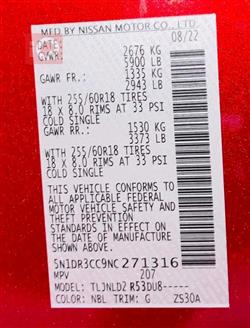 MFD BY NISSAN MOTOR CO., LTD.
DATE: 08/22
GVWR: 2676 KG
5900 LB
GAWR FR.: 1335 KG
2943 LB
WITH 255/60R18 TIRES
18 X 8.0 RIMS AT 33 PSI
COLD SINGLE
GAWR RR.: 1530 KG
3373 LB
WITH 255/60R18 TIRES
18 X 8.0 RIMS AT 33 PSI
COLD SINGLE
THIS VEHICLE CONFORMS TO
ALL APPLICABLE FEDERAL
MOTOR VEHICLE SAFETY AND
THEFT PREVENTION
STANDARDS IN EFFECT ON
THE DATE OF MANUFACTURE
SHOWN ABOVE.
5N1DR3CC9NC271316
MPV 207
MODEL: TLJNLDZ R53DU8--
COLOR: NBL TRIM: G ZS30A